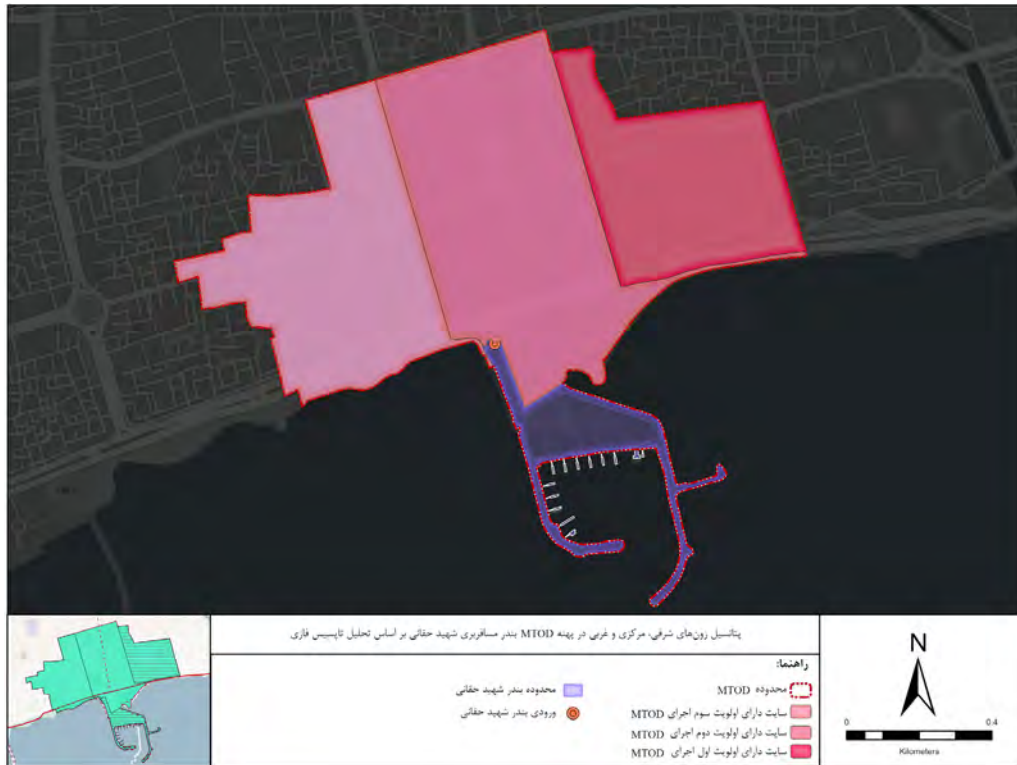 پتانسیل زون‌های شرقی، مرکزی و غربی در پهنه MTOD بندر مسافربری شهید حقانی بر اساس تحلیل تاپسیس فازی
راهنما:
محدوده MTOD
سایت دارای اولویت سوم اجرای MTOD
سایت دارای اولویت دوم اجرای MTOD
سایت دارای اولویت اول اجرای MTOD
محدوده بندر شهید حقانی
ورودی بندر شهید حقانی
N
0 0.4
Kilometers